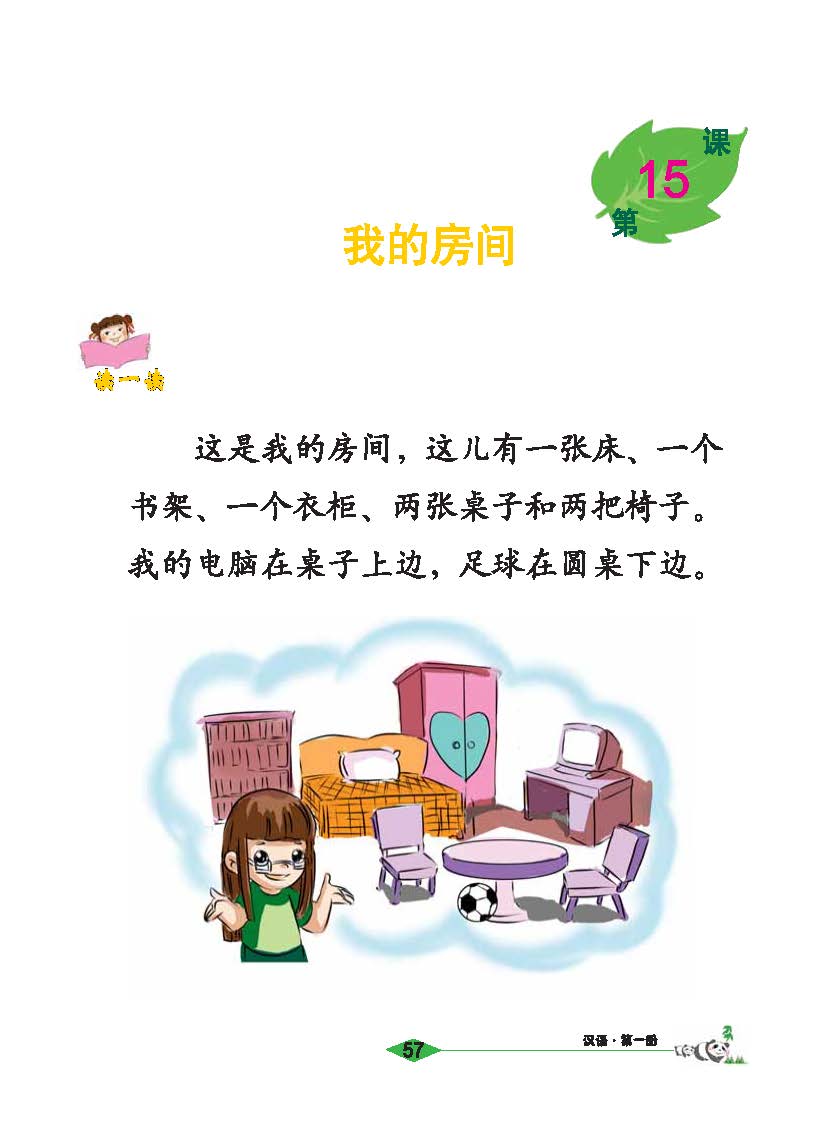 第15课
我的房间
读一读
这是我的房间，这儿有一张床、一个
书架、一个衣柜、两张桌子和两把椅子。
我的电脑在桌子上边，足球在圆桌下边。
57
汉语·第一册